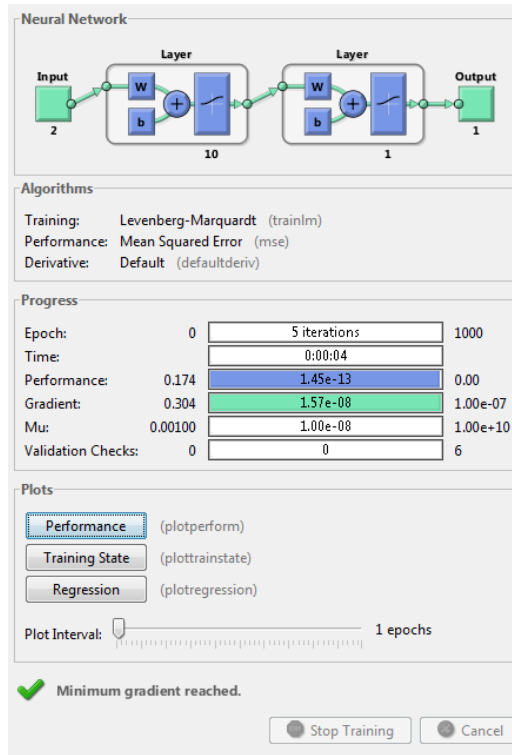 Neural Network
Layer Layer
Input Output
W W
+ +
b b
2 1
10 1
Algorithms
Training: Levenberg-Marquardt (trainlm)
Performance: Mean Squared Error (mse)
Derivative: Default (defaultderiv)
Progress
Epoch: 0 5 iterations 1000
Time: 0:00:04
Performance: 0.174 1.45e-13 0.00
Gradient: 0.304 1.57e-08 1.00e-07
Mu: 0.00100 1.00e-08 1.00e+10
Validation Checks: 0 0 6
Plots
Performance (plotperform)
Training State (plottrainstate)
Regression (plotregression)
Plot Interval: 1 epochs
Minimum gradient reached.
Stop Training Cancel